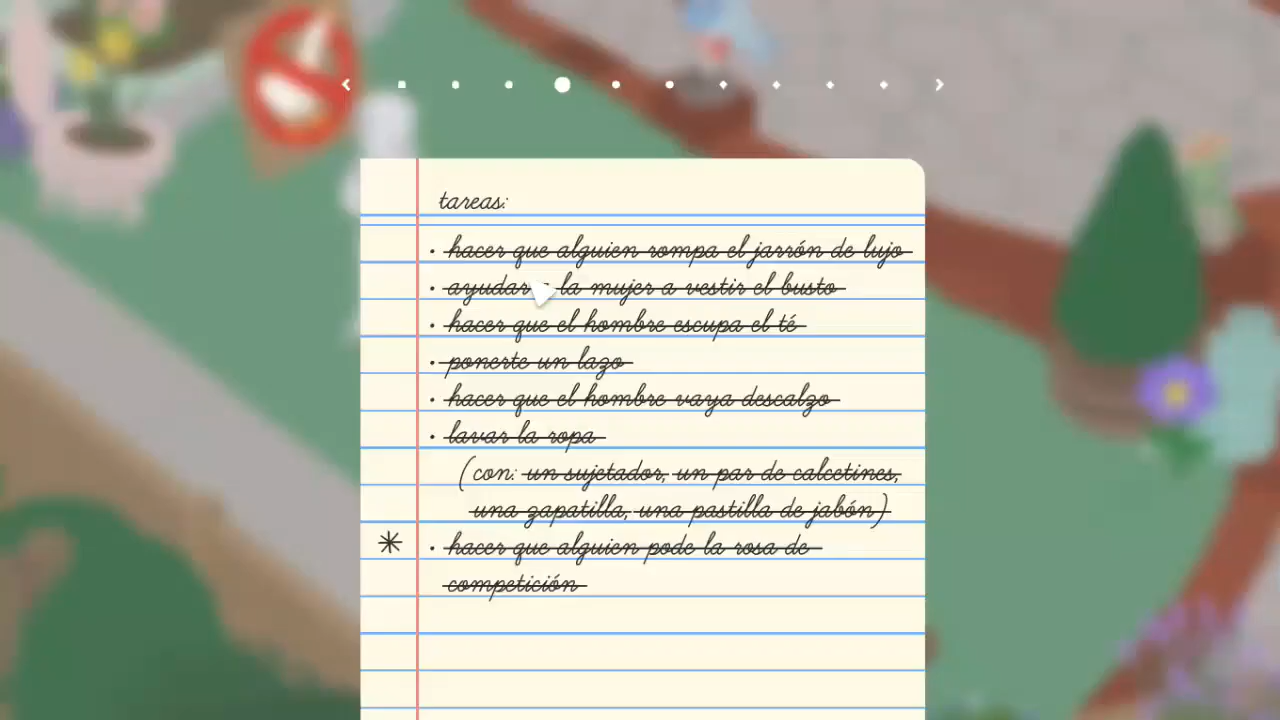 tareas:
• hacer que alguien rompa el jarrón de lujo
• ayudar a la mujer a vestir el busto
• hacer que el hombre escupa el té
• ponerte un lazo
• hacer que el hombre vaya descalzo
• lavar la ropa
(con: un sujetador, un par de calcetines,
una zapatilla, una pastilla de jabón)
• hacer que alguien pode la rosa de
competición